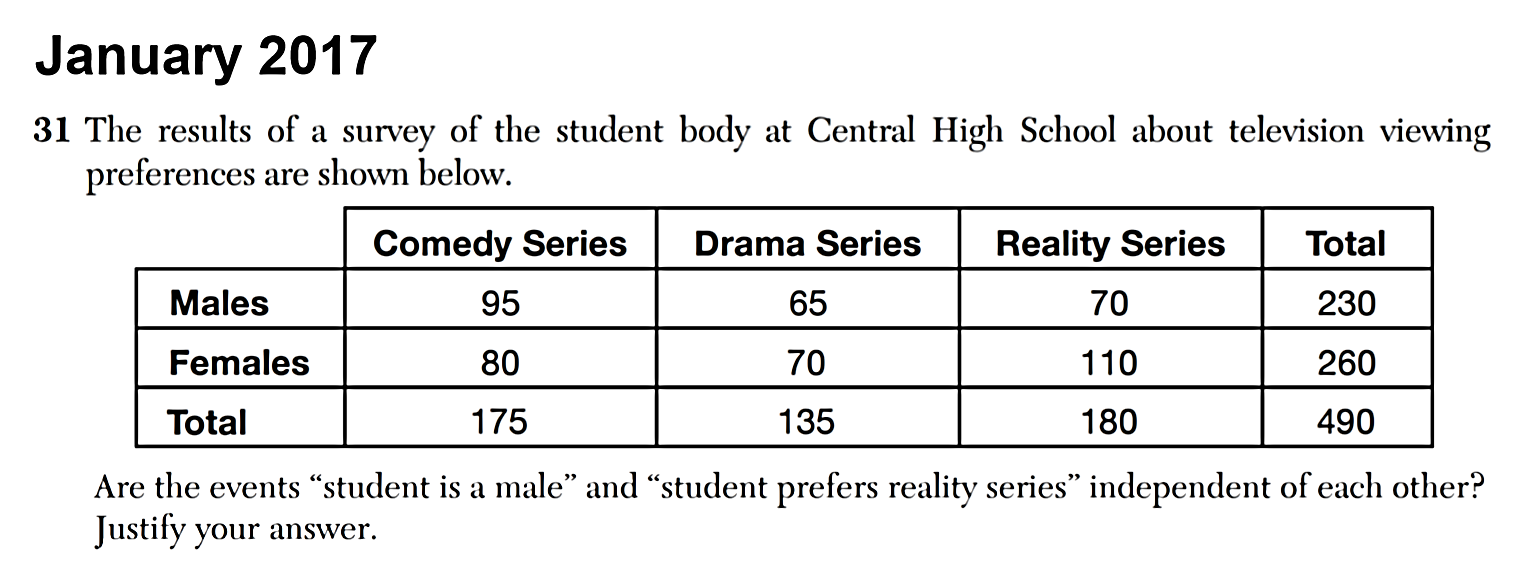 January 2017
31 The results of a survey of the student body at Central High School about television viewing
preferences are shown below.
Comedy Series Drama Series Reality Series Total
Males 95 65 70 230
Females 80 70 110 260
Total 175 135 180 490
Are the events “student is a male” and “student prefers reality series” independent of each other?
Justify your answer.